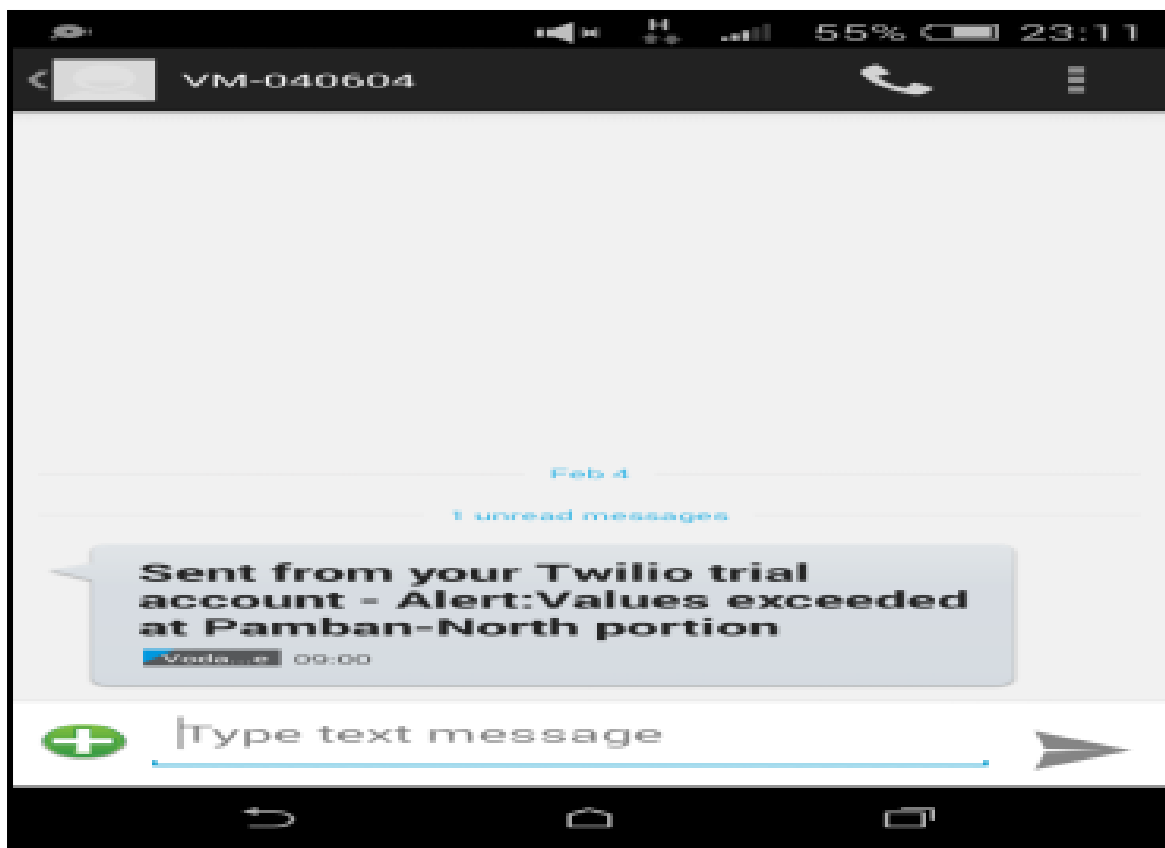 H
55% 23:11
VM-040604
Feb 4
1 unread messages
Sent from your Twilio trial
account - Alert:Values exceeded
at Pamban-North portion
Voda...e 09:00
Type text message